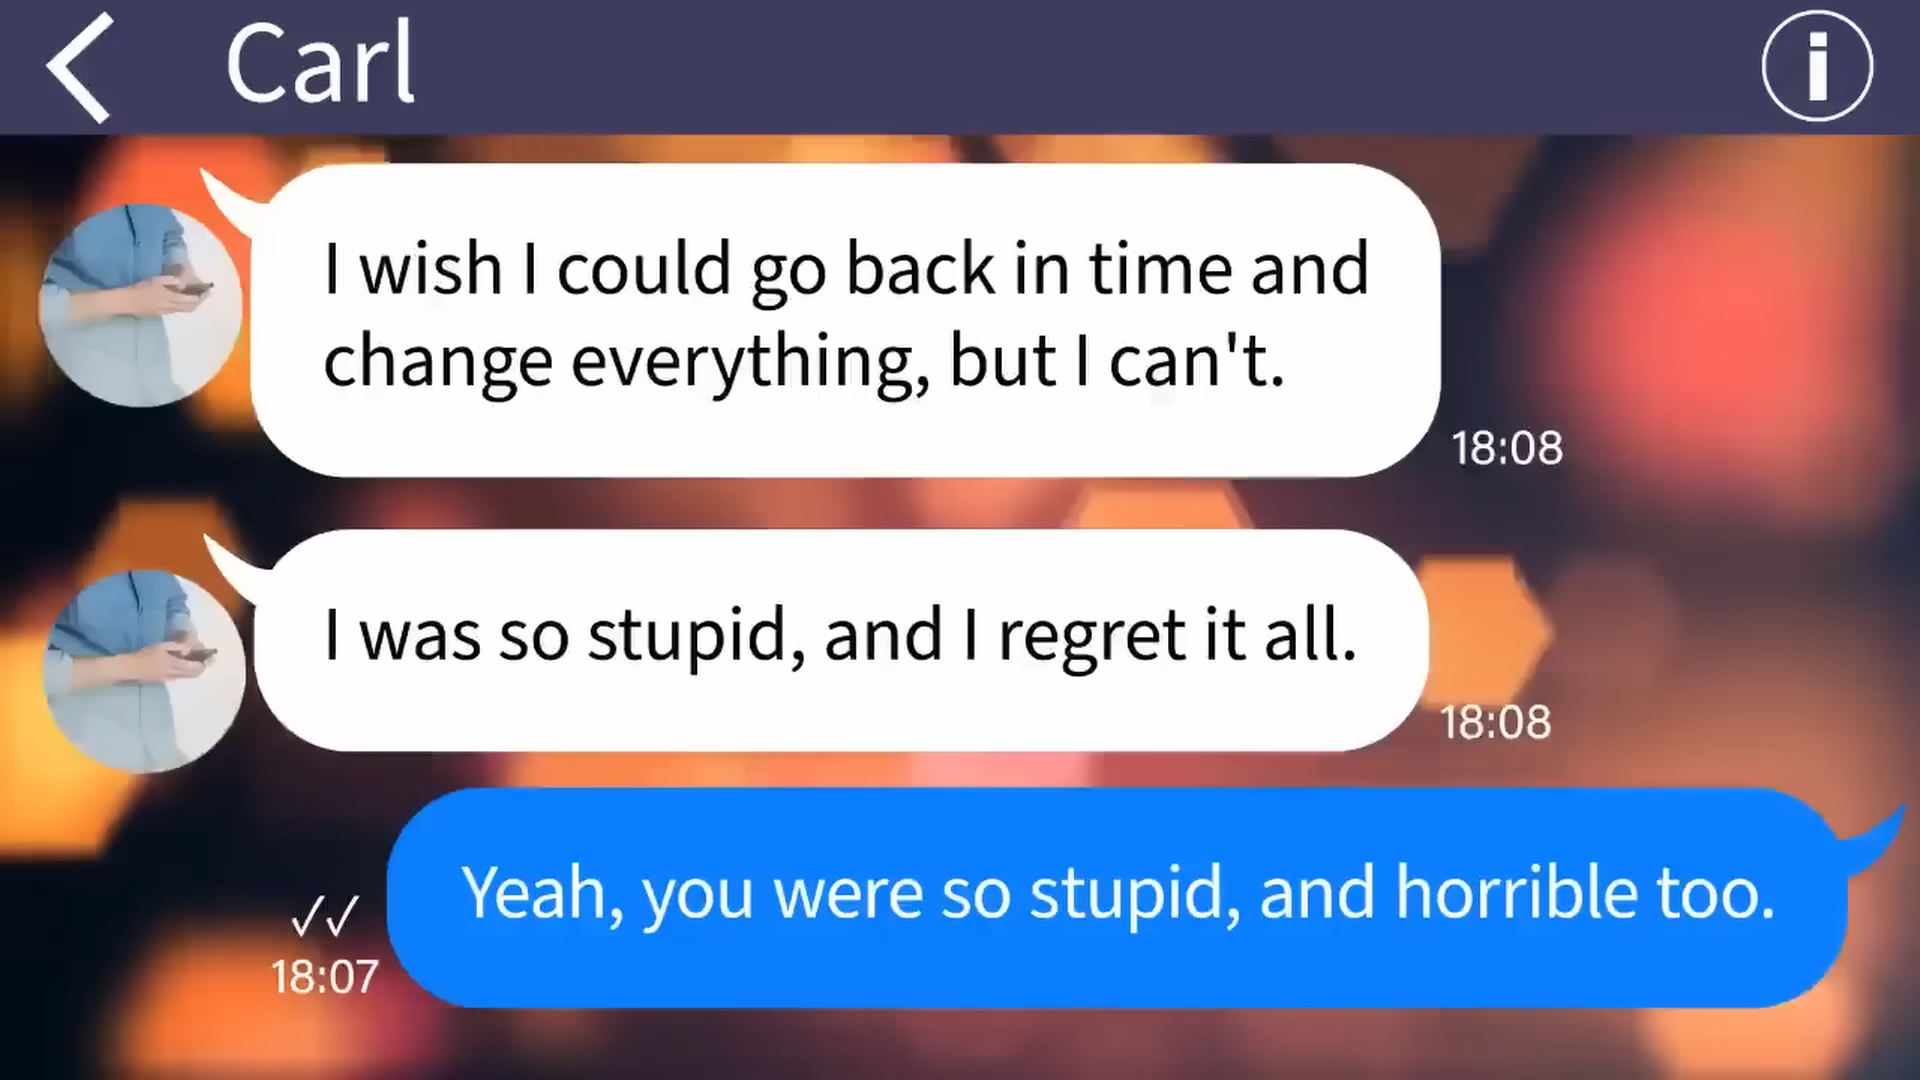 Carl
I wish I could go back in time and
change everything, but I can't.
18:08
I was so stupid, and I regret it all.
18:08
Yeah, you were so stupid, and horrible too.
✓✓
18:07